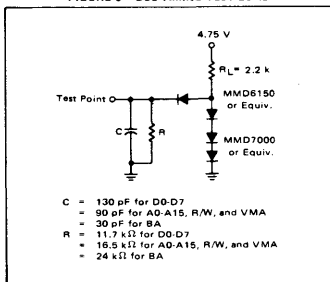 4.75 V
RL = 2.2 k
MMD6150
or Equiv.
Test Point
C
R
MMD7000
or Equiv.
C = 130 pF for D0-D7
= 90 pF for A0-A15, R/W, and VMA
= 30 pF for BA
R = 11.7 kΩ for D0-D7
= 16.5 kΩ for A0-A15, R/W, and VMA
= 24 kΩ for BA